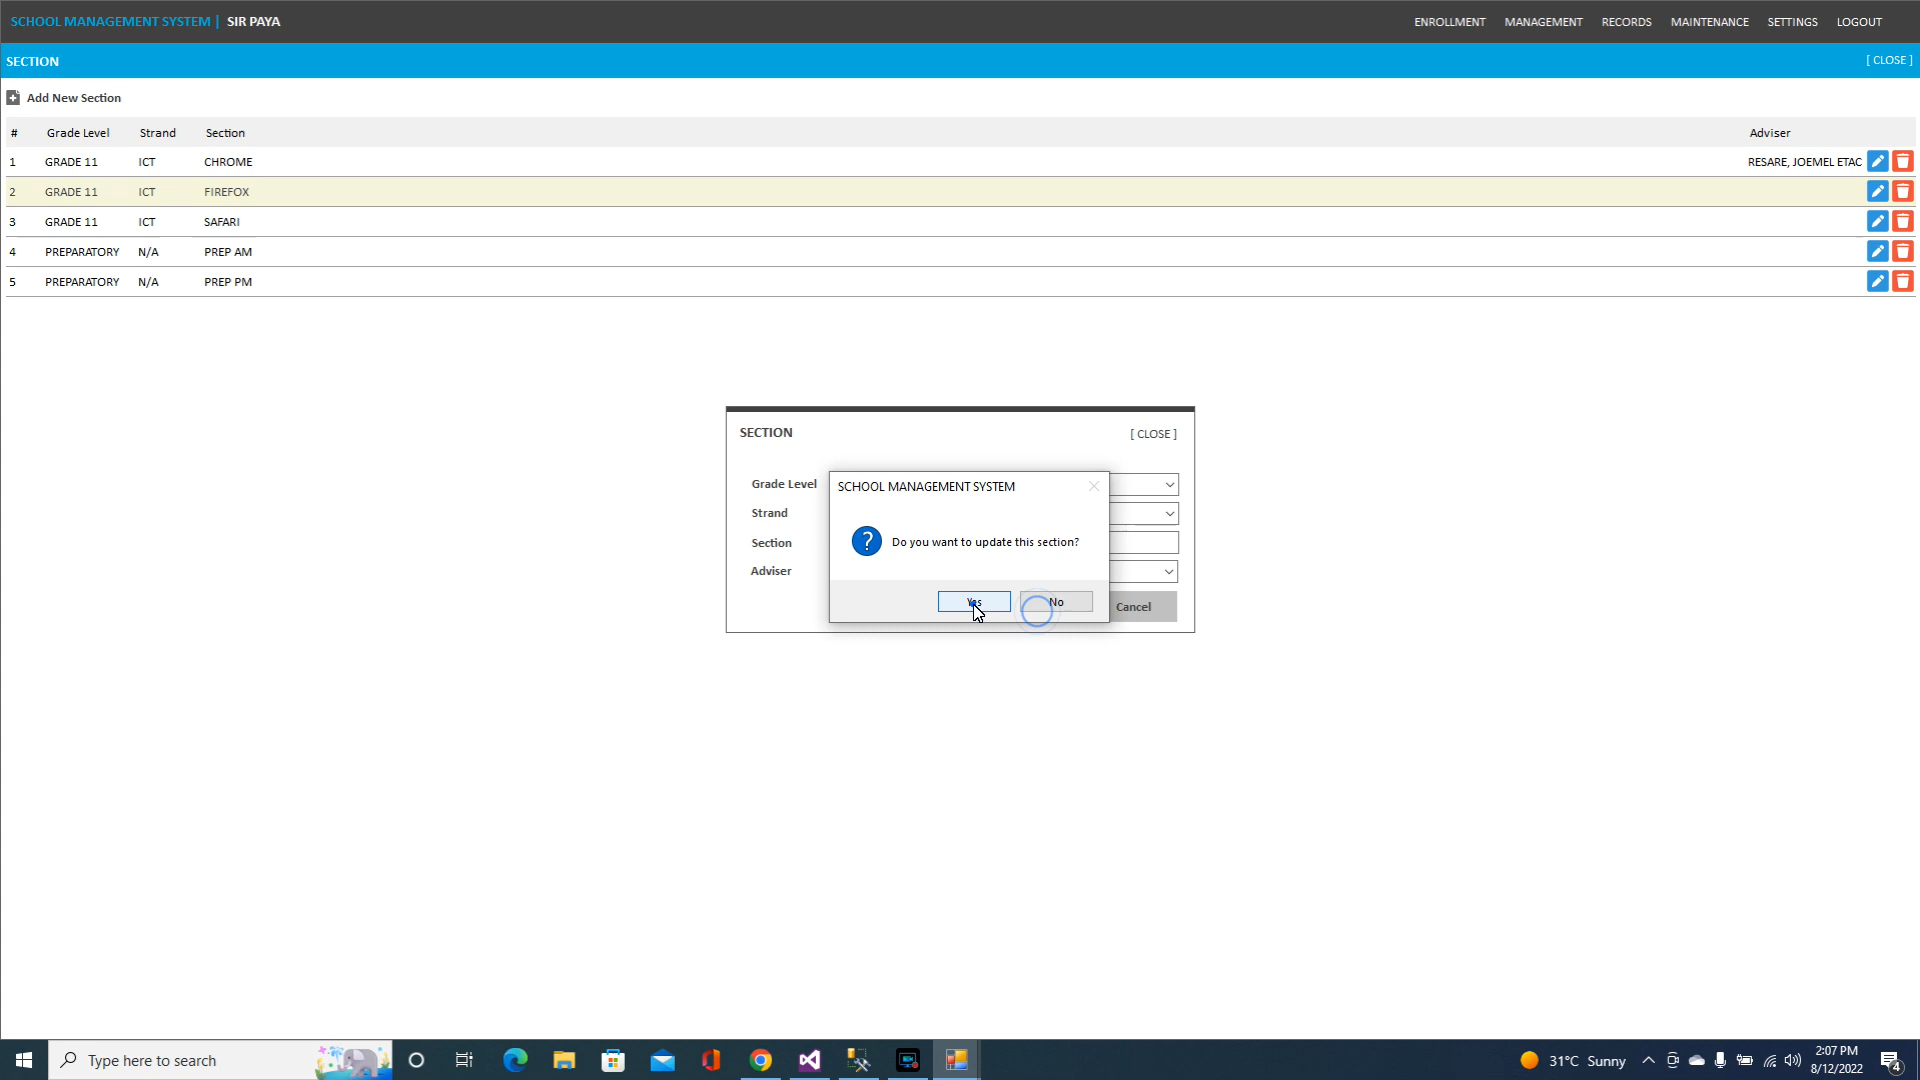 SCHOOL MANAGEMENT SYSTEM | SIR PAYA
ENROLLMENT MANAGEMENT RECORDS MAINTENANCE SETTINGS LOGOUT
SECTION
[ CLOSE ]
Add New Section
# Grade Level Strand Section Adviser
1 GRADE 11 ICT CHROME RESARE, JOEMEL ETAC
2 GRADE 11 ICT FIREFOX
3 GRADE 11 ICT SAFARI
4 PREPARATORY N/A PREP AM
5 PREPARATORY N/A PREP PM
SECTION
[ CLOSE ]
Grade Level
Strand
Section
Adviser
Cancel
SCHOOL MANAGEMENT SYSTEM
? Do you want to update this section?
Yes No
Type here to search
31°C Sunny
2:07 PM
8/12/2022
4